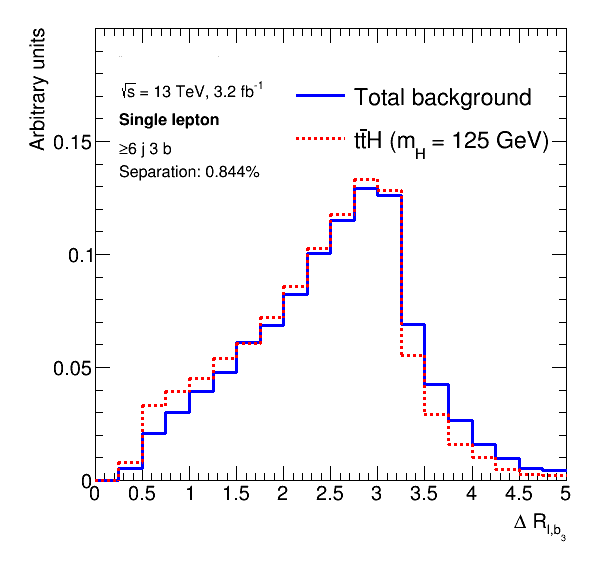 Arbitrary units
√s = 13 TeV, 3.2 fb⁻¹
Single lepton
≥6 j 3 b
Separation: 0.844%
Total background
tt̄H (m_H = 125 GeV)
0.15
0.1
0.05
0
0 0.5 1 1.5 2 2.5 3 3.5 4 4.5 5
Δ R_l,b₃